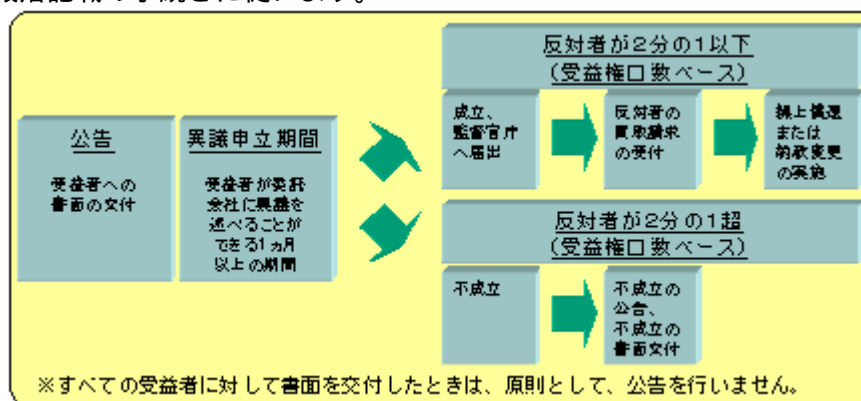 反対者が2分の1以下
(受益権口数ベース)
公告
受益者への
書面の交付
異議申立期間
受益者が委託
会社に異議を
述べることが
できる1ヵ月
以上の期間
成立、
監督官庁
へ届出
反対者の
買取請求
の受付
繰上償還
または
約款変更
の実施
反対者が2分の1超
(受益権口数ベース)
不成立
不成立の
公告、
不成立の
書面交付
※すべての受益者に対して書面を交付したときは、原則として、公告を行いません。